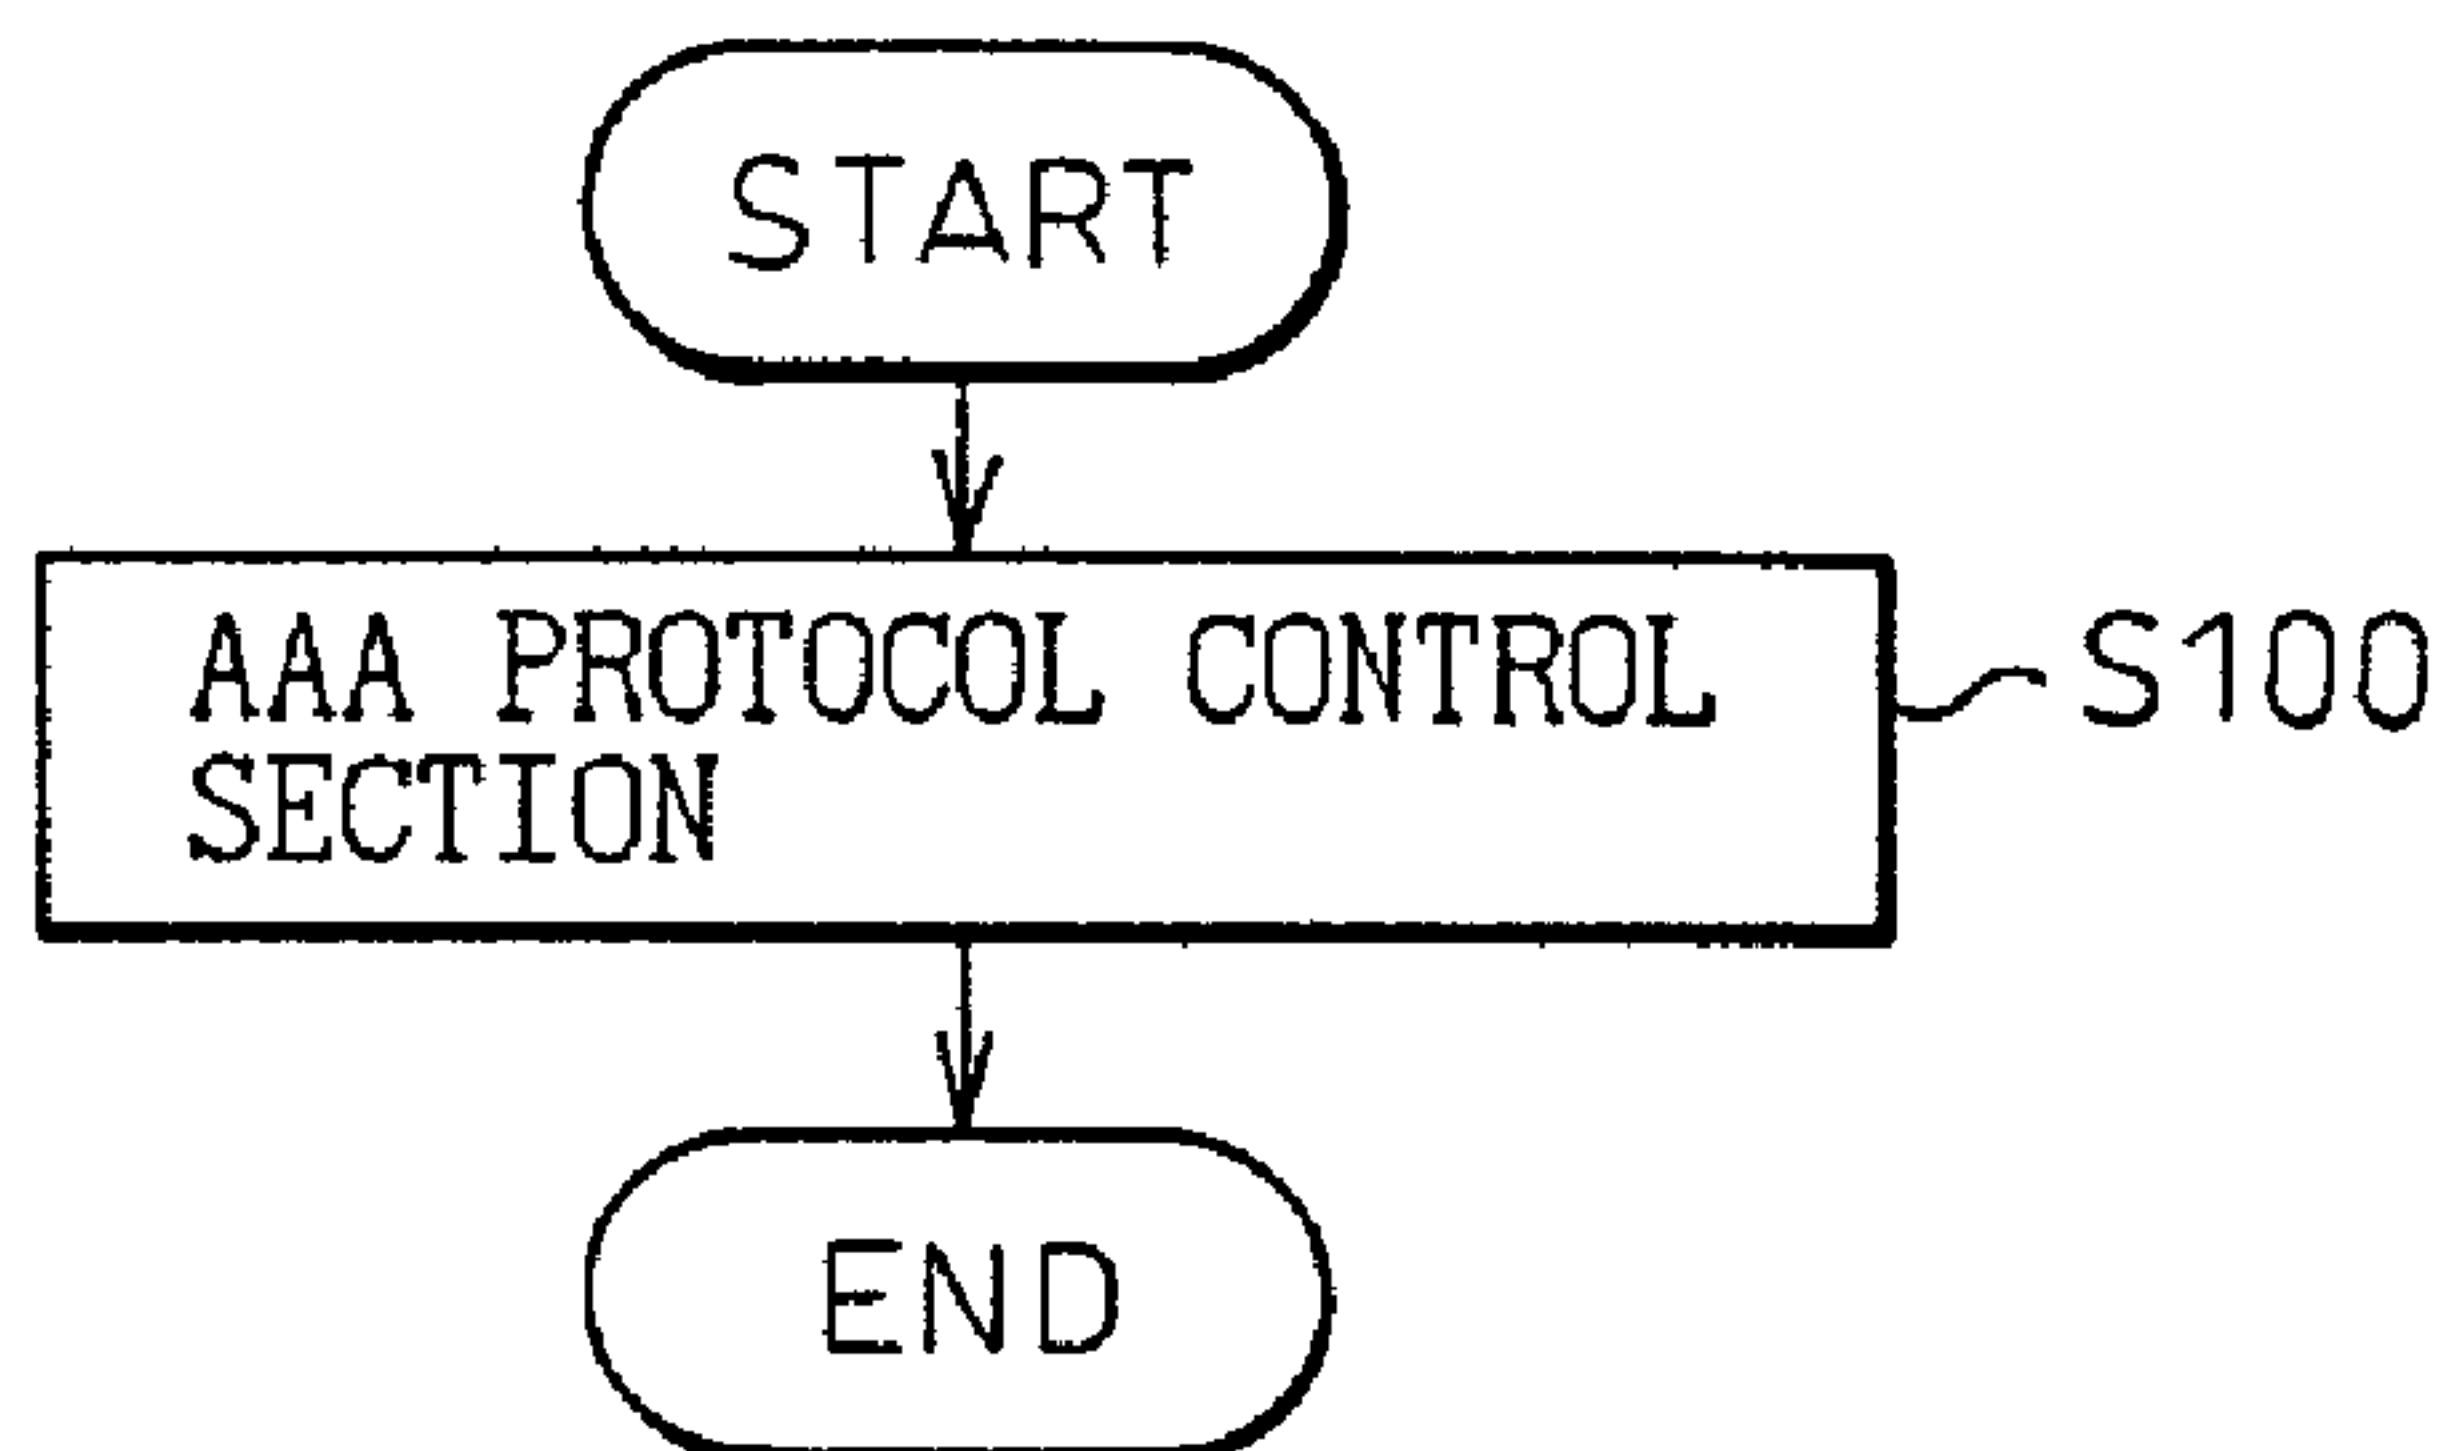 START
AAA PROTOCOL CONTROL
SECTION
S100
END